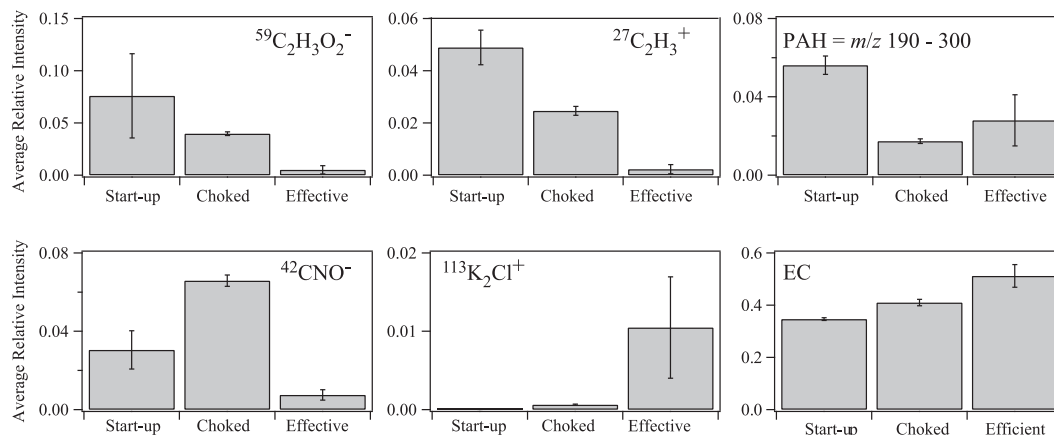 Average Relative Intensity
0.15
0.10
0.05
0.00
⁵⁹C₂H₃O₂⁻
Start-up Choked Effective
0.06
0.04
0.02
0.00
²⁷C₂H₃⁺
Start-up Choked Effective
0.08
0.04
0.00
PAH = m/z 190 - 300
Start-up Choked Effective
Average Relative Intensity
0.08
0.04
0.00
⁴²CNO⁻
Start-up Choked Effective
0.02
0.01
0.00
¹¹³K₂Cl⁺
Start-up Choked Effective
0.6
0.4
0.2
0.0
EC
Start-up Choked Efficient